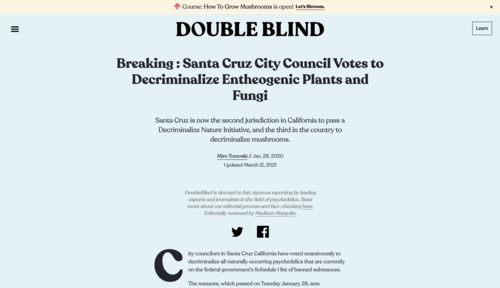 Course: How To Grow Mushrooms is open! Let's Shroom.
DOUBLE BLIND
Learn
Breaking : Santa Cruz City Council Votes to
Decriminalize Entheogenic Plants and
Fungi
Santa Cruz is now the second jurisdiction in California to pass a
Decriminalize Nature Initiative, and the third in the country to
decriminalize mushrooms.
Miro Tomoski // Jan. 28, 2020
Updated March 12, 2021
DoubleBlind is devoted to fair, rigorous reporting by leading
experts and journalists in the field of psychedelics. Read
more about our editorial process and fact-checking here.
Editorially reviewed by Madison Margolin.
City councilors in Santa Cruz California have voted unanimously to
decriminalize all naturally occurring psychedelics that are currently
on the federal government's Schedule I list of banned substances.
The measure, which passed on Tuesday January 28, sets